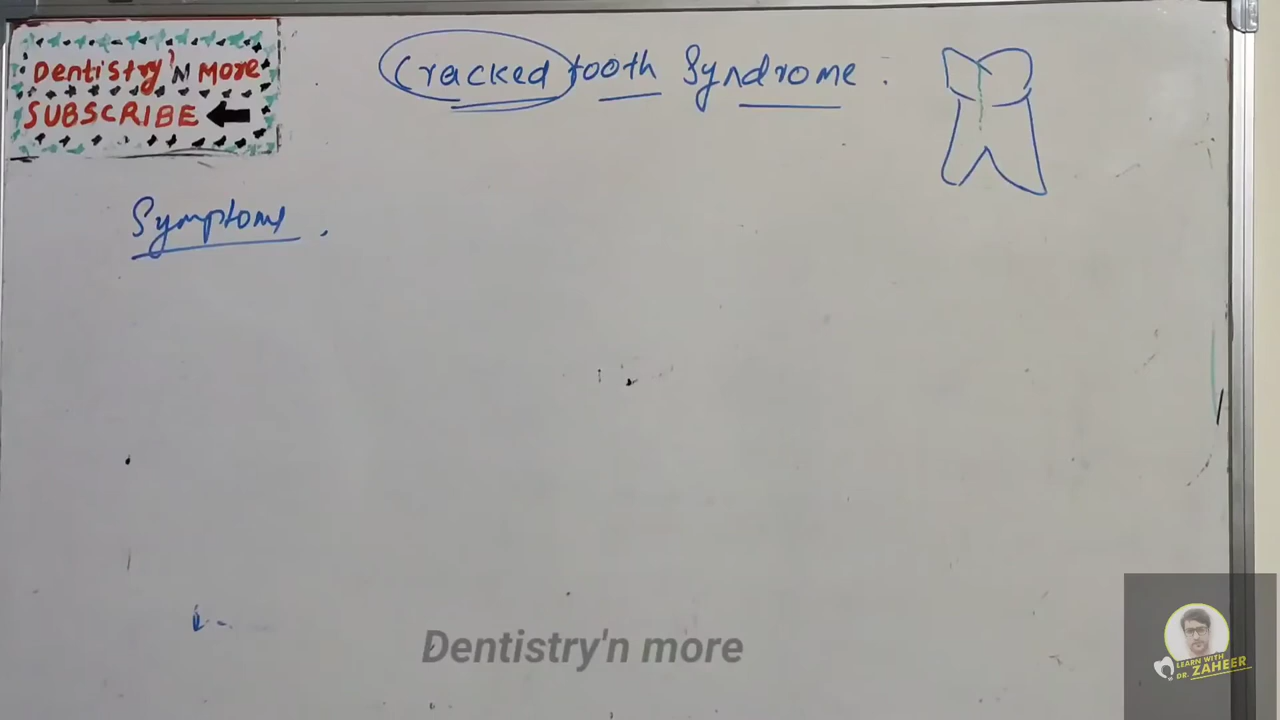 Dentistry'N MORE
SUBSCRIBE
Cracked tooth Syndrome :
Symptoms .
Dentistry'n more
LEARN WITH
DR. ZAHEER